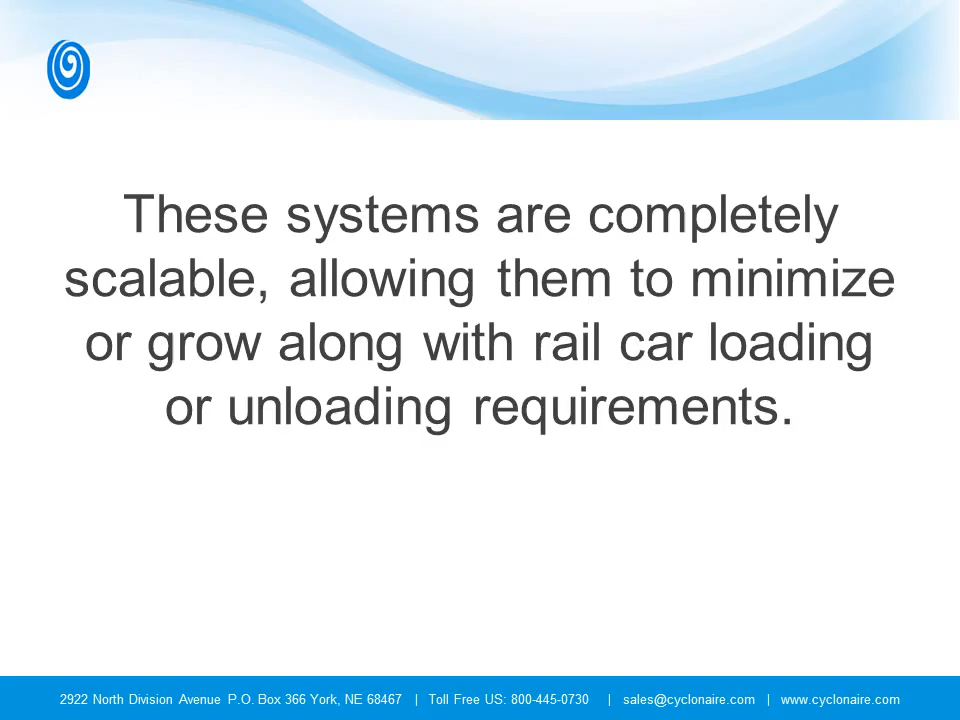 These systems are completely
scalable, allowing them to minimize
or grow along with rail car loading
or unloading requirements.
2922 North Division Avenue P.O. Box 366 York, NE 68467 | Toll Free US: 800-445-0730 | sales@cyclonaire.com | www.cyclonaire.com